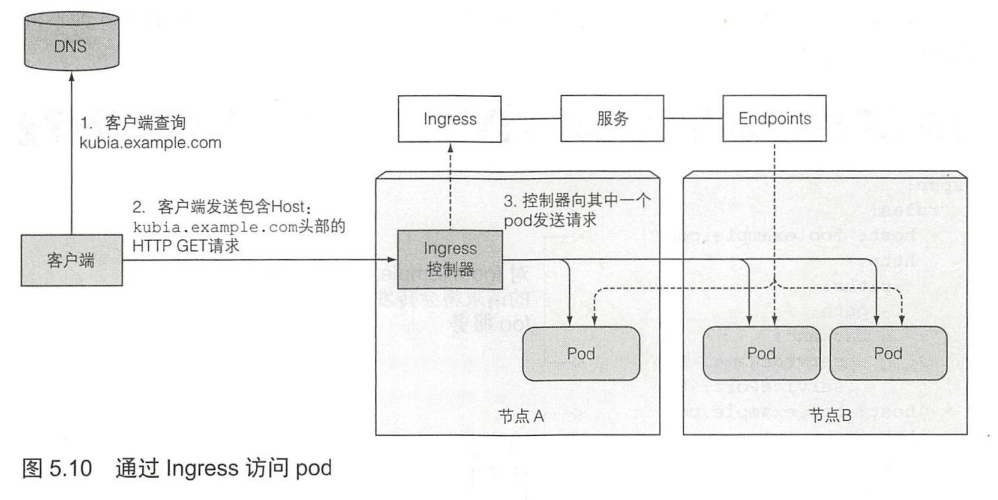 DNS
1. 客户端查询
kubia.example.com
Ingress
服务
Endpoints
2. 客户端发送包含Host：
kubia.example.com头部的
HTTP GET请求
3. 控制器向其中一个
pod发送请求
客户端
Ingress
控制器
Pod
Pod
Pod
节点 A
节点B
图 5.10 通过 Ingress 访问 pod